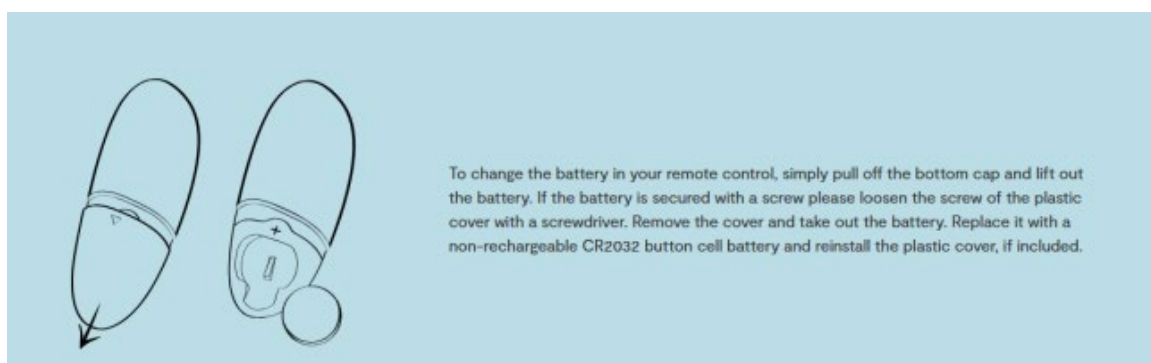 +
To change the battery in your remote control, simply pull off the bottom cap and lift out
the battery. If the battery is secured with a screw please loosen the screw of the plastic
cover with a screwdriver. Remove the cover and take out the battery. Replace it with a
non-rechargeable CR2032 button cell battery and reinstall the plastic cover, if included.